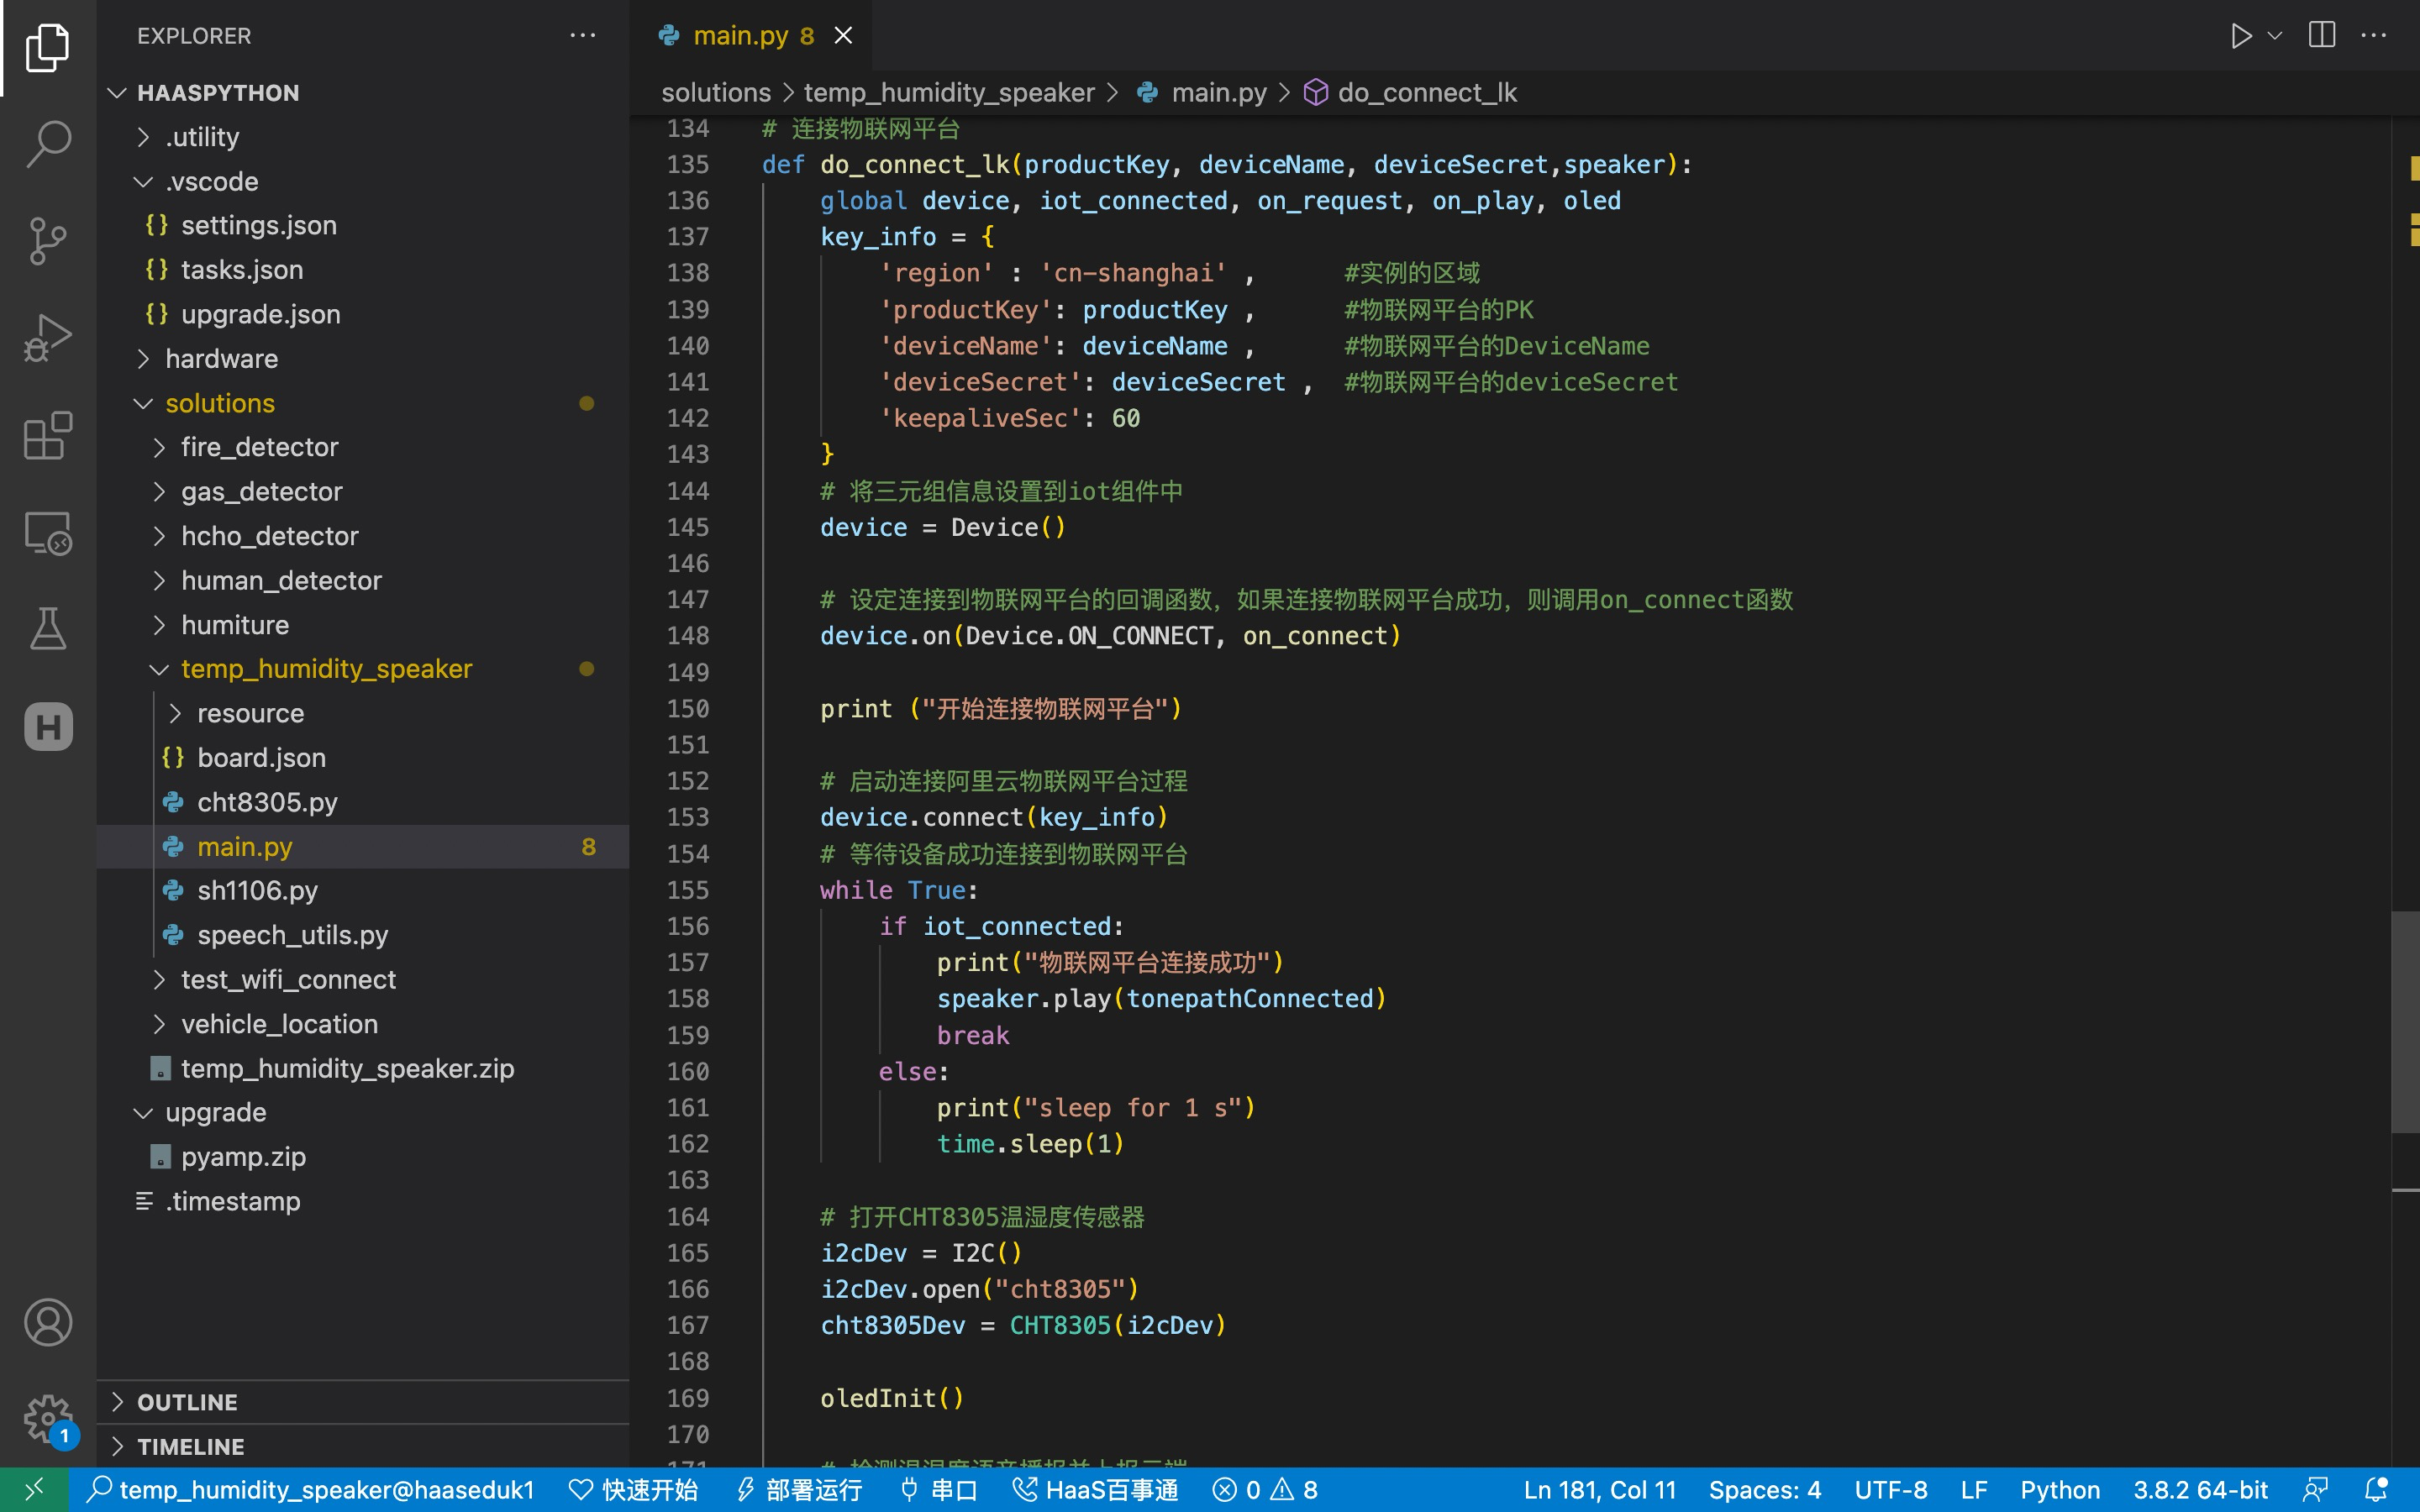 EXPLORER
HAASPYTHON
.utility
.vscode
settings.json
tasks.json
upgrade.json
hardware
solutions
fire_detector
gas_detector
hcho_detector
human_detector
humiture
temp_humidity_speaker
resource
board.json
cht8305.py
main.py 8
sh1106.py
speech_utils.py
test_wifi_connect
vehicle_location
temp_humidity_speaker.zip
upgrade
pyamp.zip
.timestamp
OUTLINE
TIMELINE
1
H
main.py 8
solutions > temp_humidity_speaker > main.py > do_connect_lk
134 # 连接物联网平台
135 def do_connect_lk(productKey, deviceName, deviceSecret,speaker):
136 global device, iot_connected, on_request, on_play, oled
137 key_info = {
138 'region' : 'cn-shanghai' , #实例的区域
139 'productKey': productKey , #物联网平台的PK
140 'deviceName': deviceName , #物联网平台的DeviceName
141 'deviceSecret': deviceSecret , #物联网平台的deviceSecret
142 'keepaliveSec': 60
143 }
144 # 将三元组信息设置到iot组件中
145 device = Device()
146
147 # 设定连接到物联网平台的回调函数，如果连接物联网平台成功，则调用on_connect函数
148 device.on(Device.ON_CONNECT, on_connect)
149
150 print ("开始连接物联网平台")
151
152 # 启动连接阿里云物联网平台过程
153 device.connect(key_info)
154 # 等待设备成功连接到物联网平台
155 while True:
156 if iot_connected:
157 print("物联网平台连接成功")
158 speaker.play(tonepathConnected)
159 break
160 else:
161 print("sleep for 1 s")
162 time.sleep(1)
163
164 # 打开CHT8305温湿度传感器
165 i2cDev = I2C()
166 i2cDev.open("cht8305")
167 cht8305Dev = CHT8305(i2cDev)
168
169 oledInit()
170
temp_humidity_speaker@haaseduk1 快速开始 部署运行 串口 HaaS百事通 0 8 Ln 181, Col 11 Spaces: 4 UTF-8 LF Python 3.8.2 64-bit